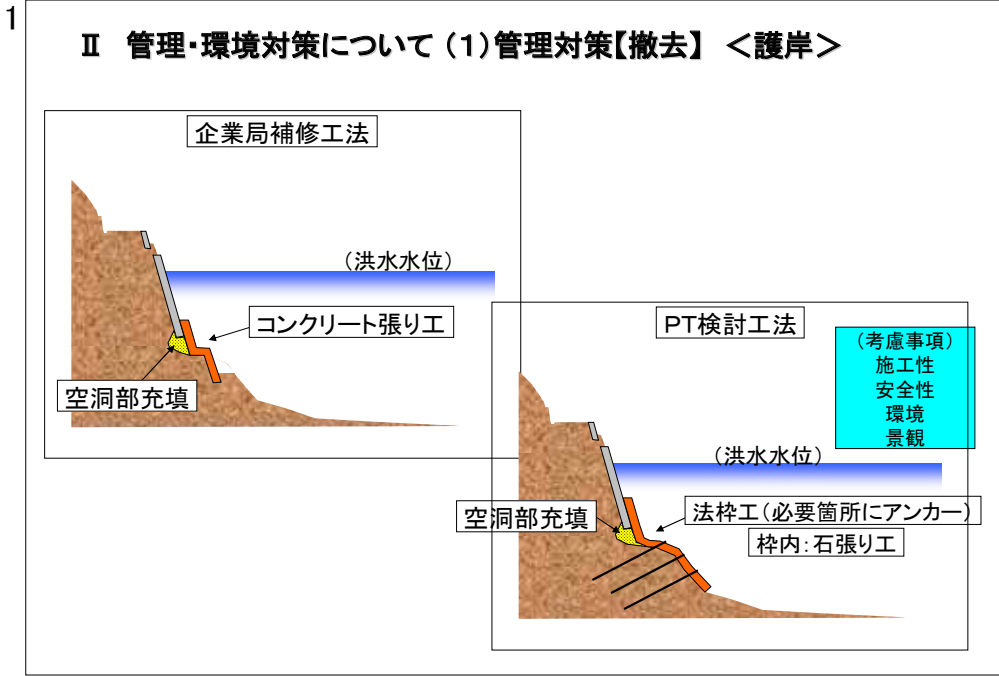 1
Ⅱ 管理・環境対策について（1）管理対策【撤去】 ＜護岸＞
企業局補修工法
（洪水水位）
コンクリート張り工
空洞部充填
PT検討工法
（考慮事項）
施工性
安全性
環境
景観
（洪水水位）
空洞部充填
法枠工（必要箇所にアンカー）
枠内：石張り工